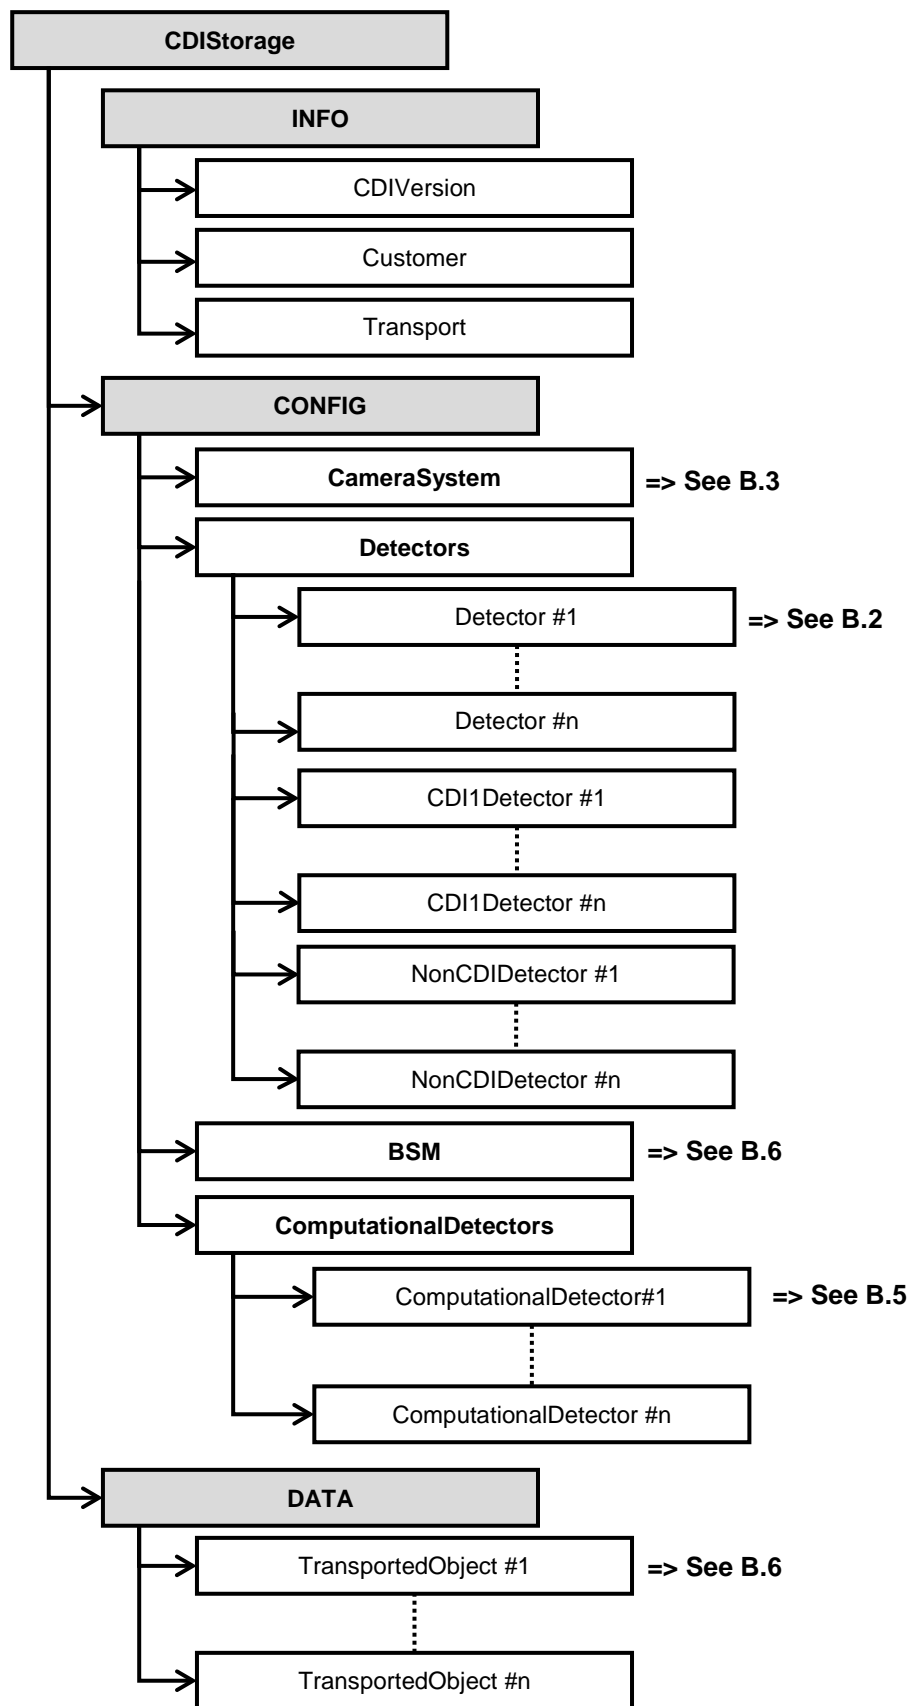 CDIStorage
INFO
CDIVersion
Customer
Transport
CONFIG
CameraSystem => See B.3
Detectors
Detector #1 => See B.2
Detector #n
CDI1Detector #1
CDI1Detector #n
NonCDIDetector #1
NonCDIDetector #n
BSM => See B.6
ComputationalDetectors
ComputationalDetector#1 => See B.5
ComputationalDetector #n
DATA
TransportedObject #1 => See B.6
TransportedObject #n